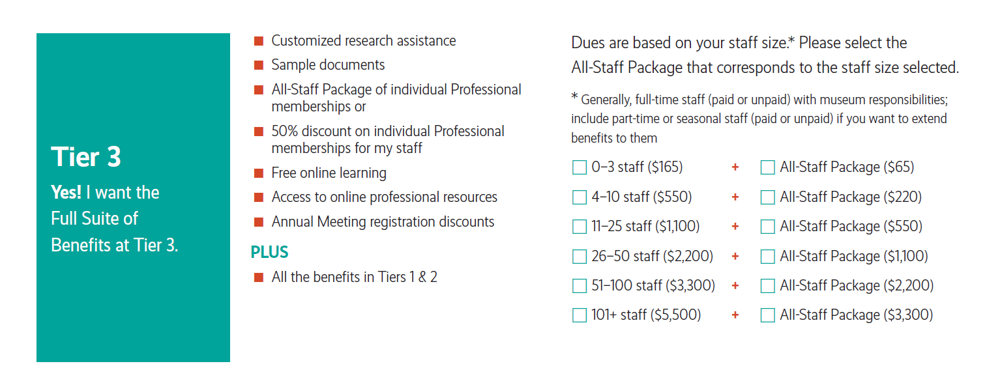 Tier 3
Yes! I want the
Full Suite of
Benefits at Tier 3.
Customized research assistance
Sample documents
All-Staff Package of individual Professional
memberships or
50% discount on individual Professional
memberships for my staff
Free online learning
Access to online professional resources
Annual Meeting registration discounts
PLUS
All the benefits in Tiers 1 & 2
Dues are based on your staff size.* Please select the
All-Staff Package that corresponds to the staff size selected.
* Generally, full-time staff (paid or unpaid) with museum responsibilities;
include part-time or seasonal staff (paid or unpaid) if you want to extend
benefits to them
0–3 staff ($165) + All-Staff Package ($65)
4–10 staff ($550) + All-Staff Package ($220)
11–25 staff ($1,100) + All-Staff Package ($550)
26–50 staff ($2,200) + All-Staff Package ($1,100)
51–100 staff ($3,300) + All-Staff Package ($2,200)
101+ staff ($5,500) + All-Staff Package ($3,300)